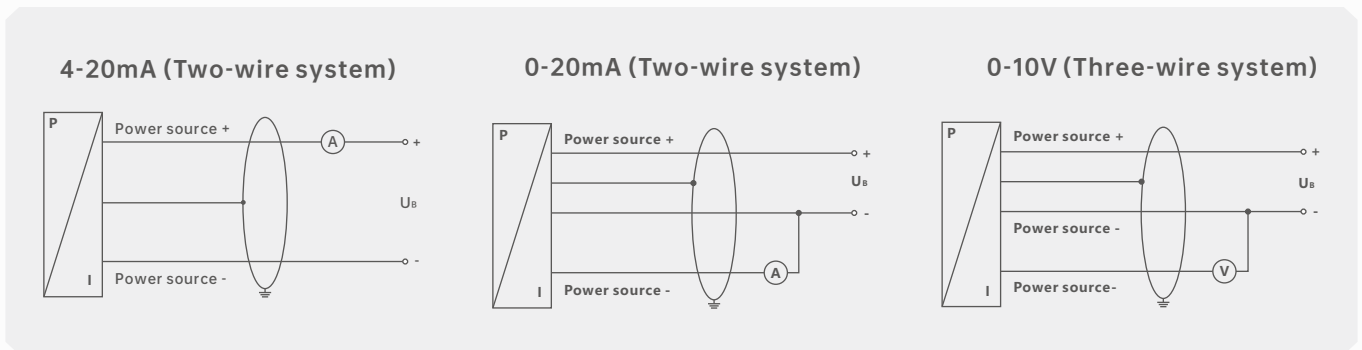 4-20mA (Two-wire system)
P
Power source +
A
+
UB
-
I
Power source -
0-20mA (Two-wire system)
P
Power source +
+
UB
-
A
I
Power source -
0-10V (Three-wire system)
P
Power source +
+
UB
-
Power source -
V
I
Power source-